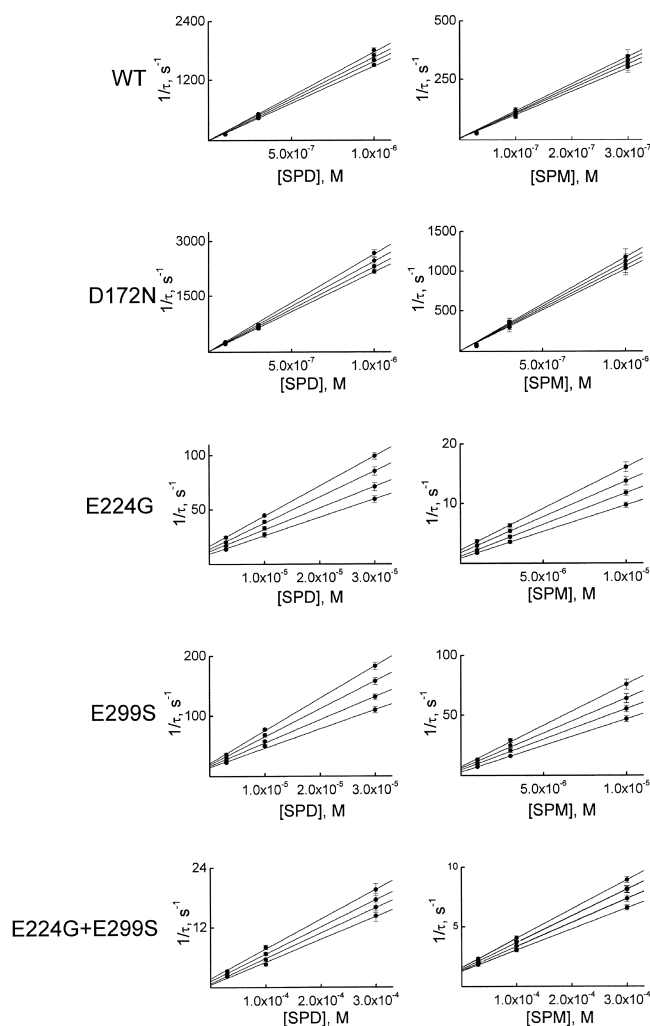 WT
2400
1200
1/τ, s⁻¹
5.0x10⁻⁷ 1.0x10⁻⁶
[SPD], M
500
250
1/τ, s⁻¹
1.0x10⁻⁷ 2.0x10⁻⁷ 3.0x10⁻⁷
[SPM], M
D172N
3000
1500
1/τ, s⁻¹
5.0x10⁻⁷ 1.0x10⁻⁶
[SPD], M
1500
1000
500
1/τ, s⁻¹
5.0x10⁻⁷ 1.0x10⁻⁶
[SPM], M
E224G
100
50
1/τ, s⁻¹
1.0x10⁻⁵ 2.0x10⁻⁵ 3.0x10⁻⁵
[SPD], M
20
10
1/τ, s⁻¹
5.0x10⁻⁶ 1.0x10⁻⁵
[SPM], M
E299S
200
100
1/τ, s⁻¹
1.0x10⁻⁵ 2.0x10⁻⁵ 3.0x10⁻⁵
[SPD], M
100
50
1/τ, s⁻¹
5.0x10⁻⁶ 1.0x10⁻⁵
[SPM], M
E224G+E299S
24
12
1/τ, s⁻¹
1.0x10⁻⁴ 2.0x10⁻⁴ 3.0x10⁻⁴
[SPD], M
10
5
1/τ, s⁻¹
1.0x10⁻⁴ 2.0x10⁻⁴ 3.0x10⁻⁴
[SPM], M